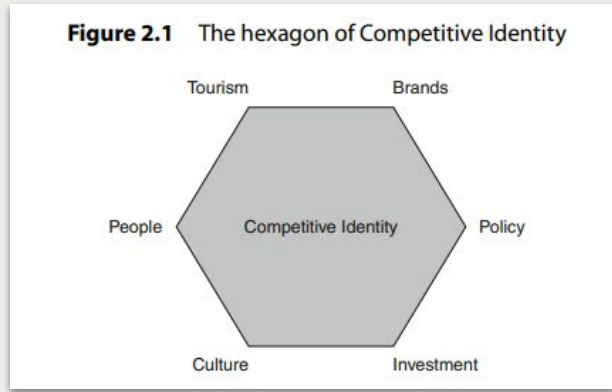 Figure 2.1 The hexagon of Competitive Identity
Tourism Brands
People Competitive Identity Policy
Culture Investment